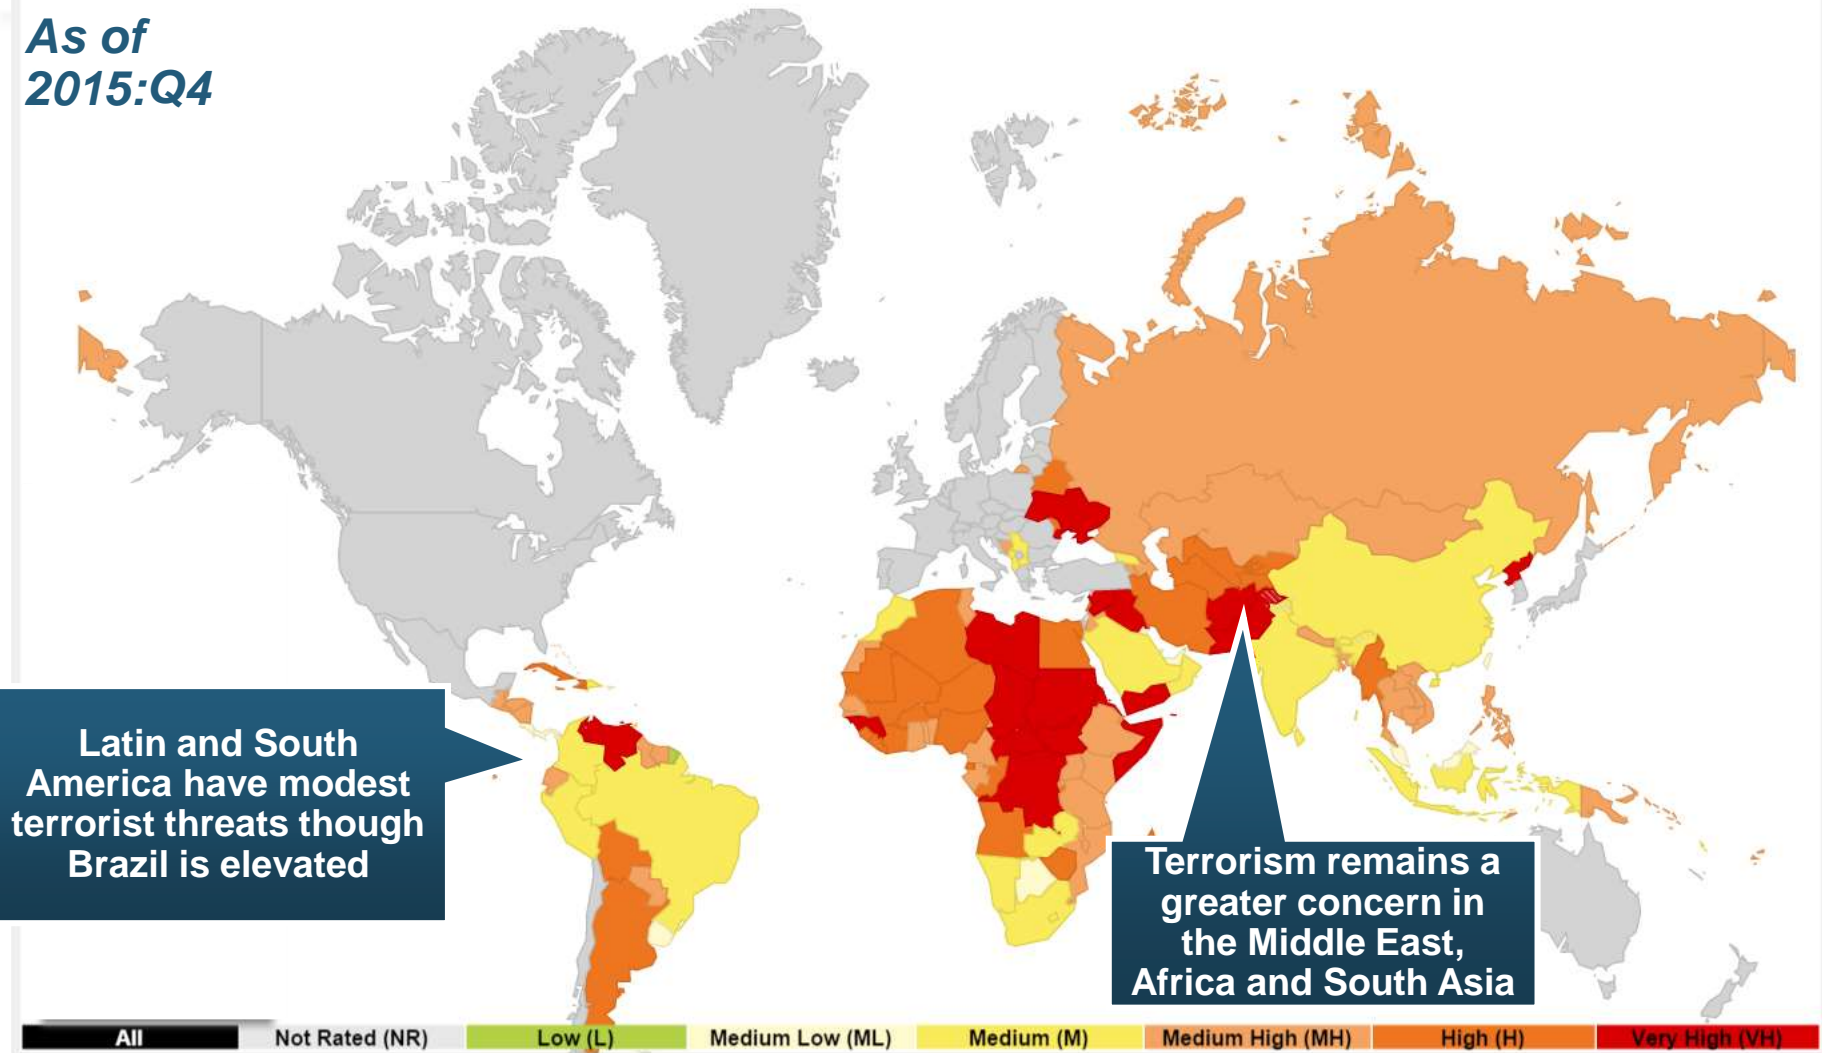 As of
2015:Q4
Latin and South
America have modest
terrorist threats though
Brazil is elevated
Terrorism remains a
greater concern in
the Middle East,
Africa and South Asia
All Not Rated (NR) Low (L) Medium Low (ML) Medium (M) Medium High (MH) High (H) Very High (VH)